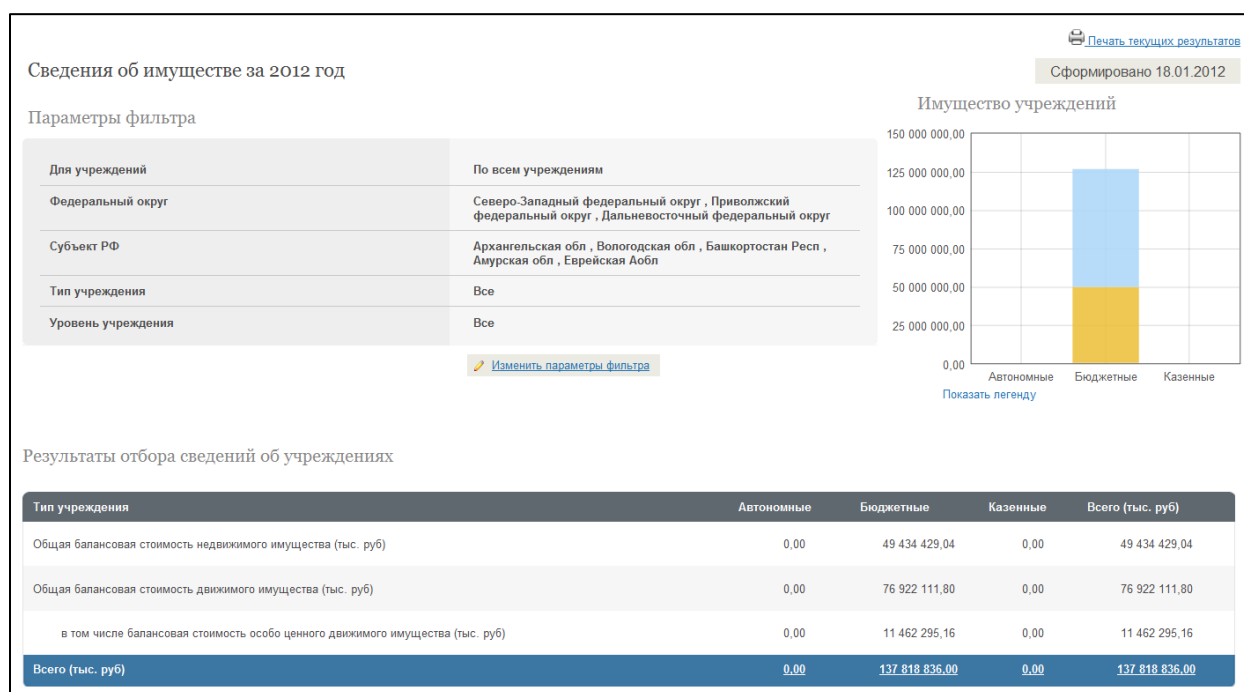 Печать текущих результатов
Сведения об имуществе за 2012 год
Сформировано 18.01.2012
Параметры фильтра
Для учреждений По всем учреждениям
Федеральный округ Северо-Западный федеральный округ , Приволжский
федеральный округ , Дальневосточный федеральный округ
Субъект РФ Архангельская обл , Вологодская обл , Башкортостан Респ ,
Амурская обл , Еврейская Аобл
Тип учреждения Все
Уровень учреждения Все
Изменить параметры фильтра
Имущество учреждений
150 000 000,00
125 000 000,00
100 000 000,00
75 000 000,00
50 000 000,00
25 000 000,00
0,00
Автономные Бюджетные Казенные
Показать легенду
Результаты отбора сведений об учреждениях
Тип учреждения Автономные Бюджетные Казенные Всего (тыс. руб)
Общая балансовая стоимость недвижимого имущества (тыс. руб) 0,00 49 434 429,04 0,00 49 434 429,04
Общая балансовая стоимость движимого имущества (тыс. руб) 0,00 76 922 111,80 0,00 76 922 111,80
в том числе балансовая стоимость особо ценного движимого имущества (тыс. руб) 0,00 11 462 295,16 0,00 11 462 295,16
Всего (тыс. руб) 0,00 137 818 836,00 0,00 137 818 836,00